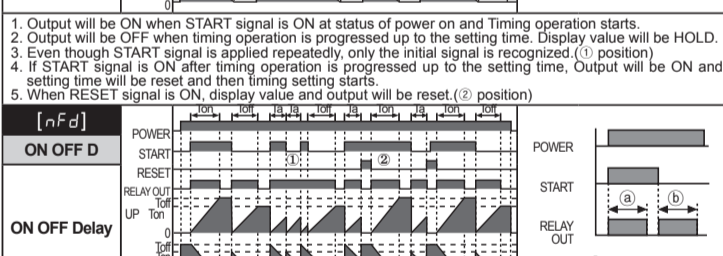 0
1. Output will be ON when START signal is ON at status of power on and Timing operation starts.
2. Output will be OFF when timing operation is progressed up to the setting time. Display value will be HOLD.
3. Even though START signal is applied repeatedly, only the initial signal is recognized.(① position)
4. If START signal is ON after timing operation is progressed up to the setting time, Output will be ON and
setting time will be reset and then timing setting starts.
5. When RESET signal is ON, display value and output will be reset.(② position)
[nFd]
ON OFF D
ON OFF Delay
Ton Toff Ta Ta Toff Ta Ton Ta Ton Toff
POWER
START
① ②
RESET
RELAY OUT
Toff
UP Ton
0
Toff
Ton
POWER
START
ⓐ ⓑ
RELAY
OUT